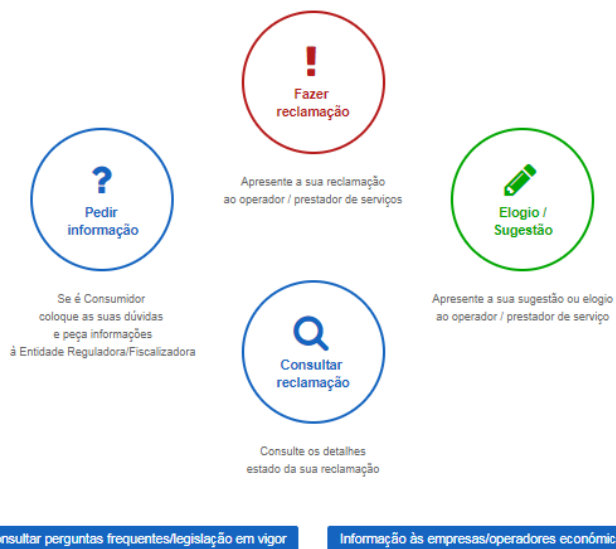 Fazer
reclamação
Apresente a sua reclamação
ao operador / prestador de serviços
Pedir
informação
Se é Consumidor
coloque as suas dúvidas
e peça informações
á Entidade Reguladora/Fiscalizadora
Elogio /
Sugestão
Apresente a sua sugestão ou elogio
ao operador / prestador de serviço
Consultar
reclamação
Consulte os detalhes
estado da sua reclamação
onsultar perguntas frequentes/legislação em vigor
Informação às empresas/operadores económic